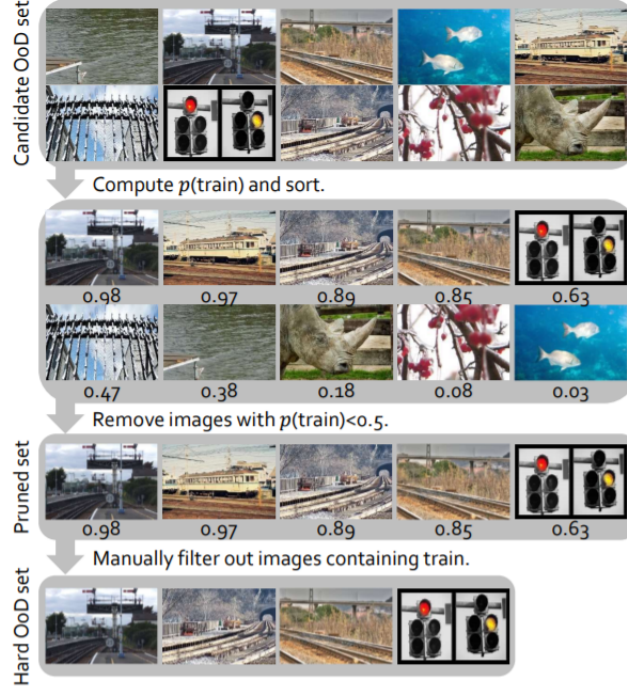 Candidate OoD set
Compute p(train) and sort.
0.98 0.97 0.89 0.85 0.63
0.47 0.38 0.18 0.08 0.03
Remove images with p(train)<0.5.
Pruned set
0.98 0.97 0.89 0.85 0.63
Manually filter out images containing train.
Hard OoD set